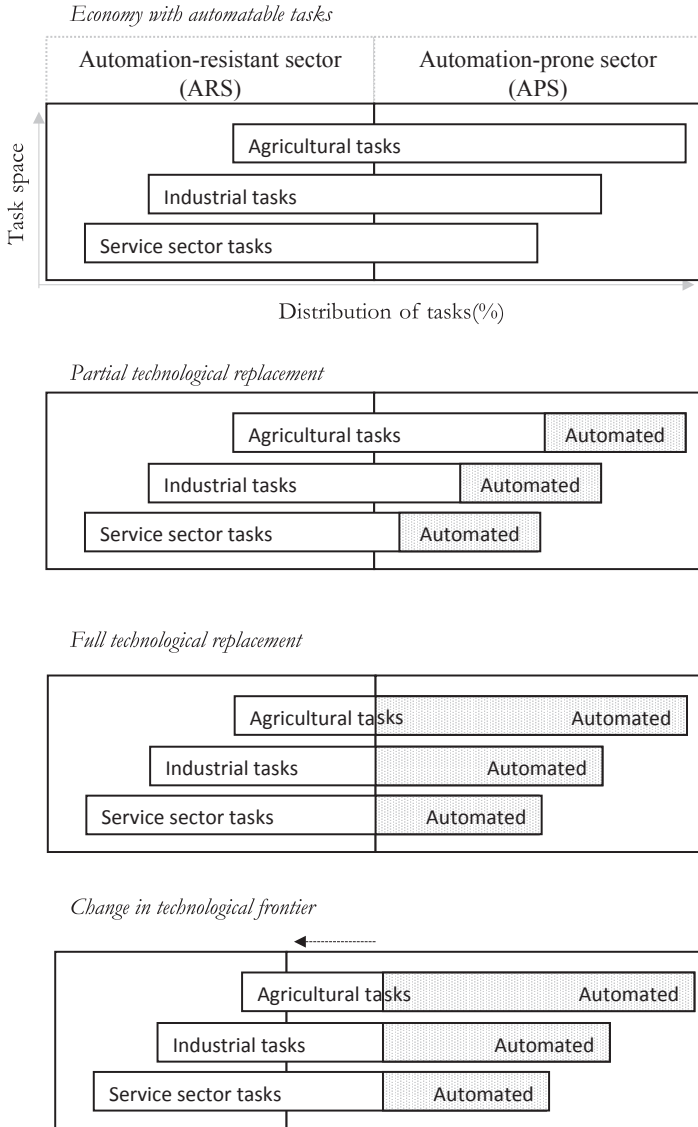 Economy with automatable tasks
Automation-resistant sector
(ARS)
Automation-prone sector
(APS)
Task space
Agricultural tasks
Industrial tasks
Service sector tasks
Distribution of tasks(%)
Partial technological replacement
Agricultural tasks
Automated
Industrial tasks
Automated
Service sector tasks
Automated
Full technological replacement
Agricultural tasks
Automated
Industrial tasks
Automated
Service sector tasks
Automated
Change in technological frontier
Agricultural tasks
Automated
Industrial tasks
Automated
Service sector tasks
Automated